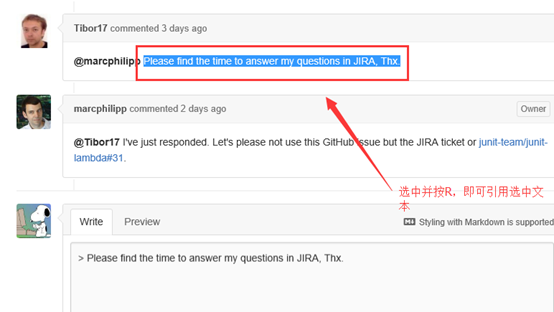 Tibor17 commented 3 days ago
@marcphilipp Please find the time to answer my questions in JIRA, Thx.
marcphilipp commented 2 days ago
Owner
@Tibor17 I've just responded. Let's please not use this GitHub issue but the JIRA ticket or junit-team/junit-
lambda#31.
选中并按R，即可引用选中文
本
Write
Preview
Styling with Markdown is supported
> Please find the time to answer my questions in JIRA, Thx.